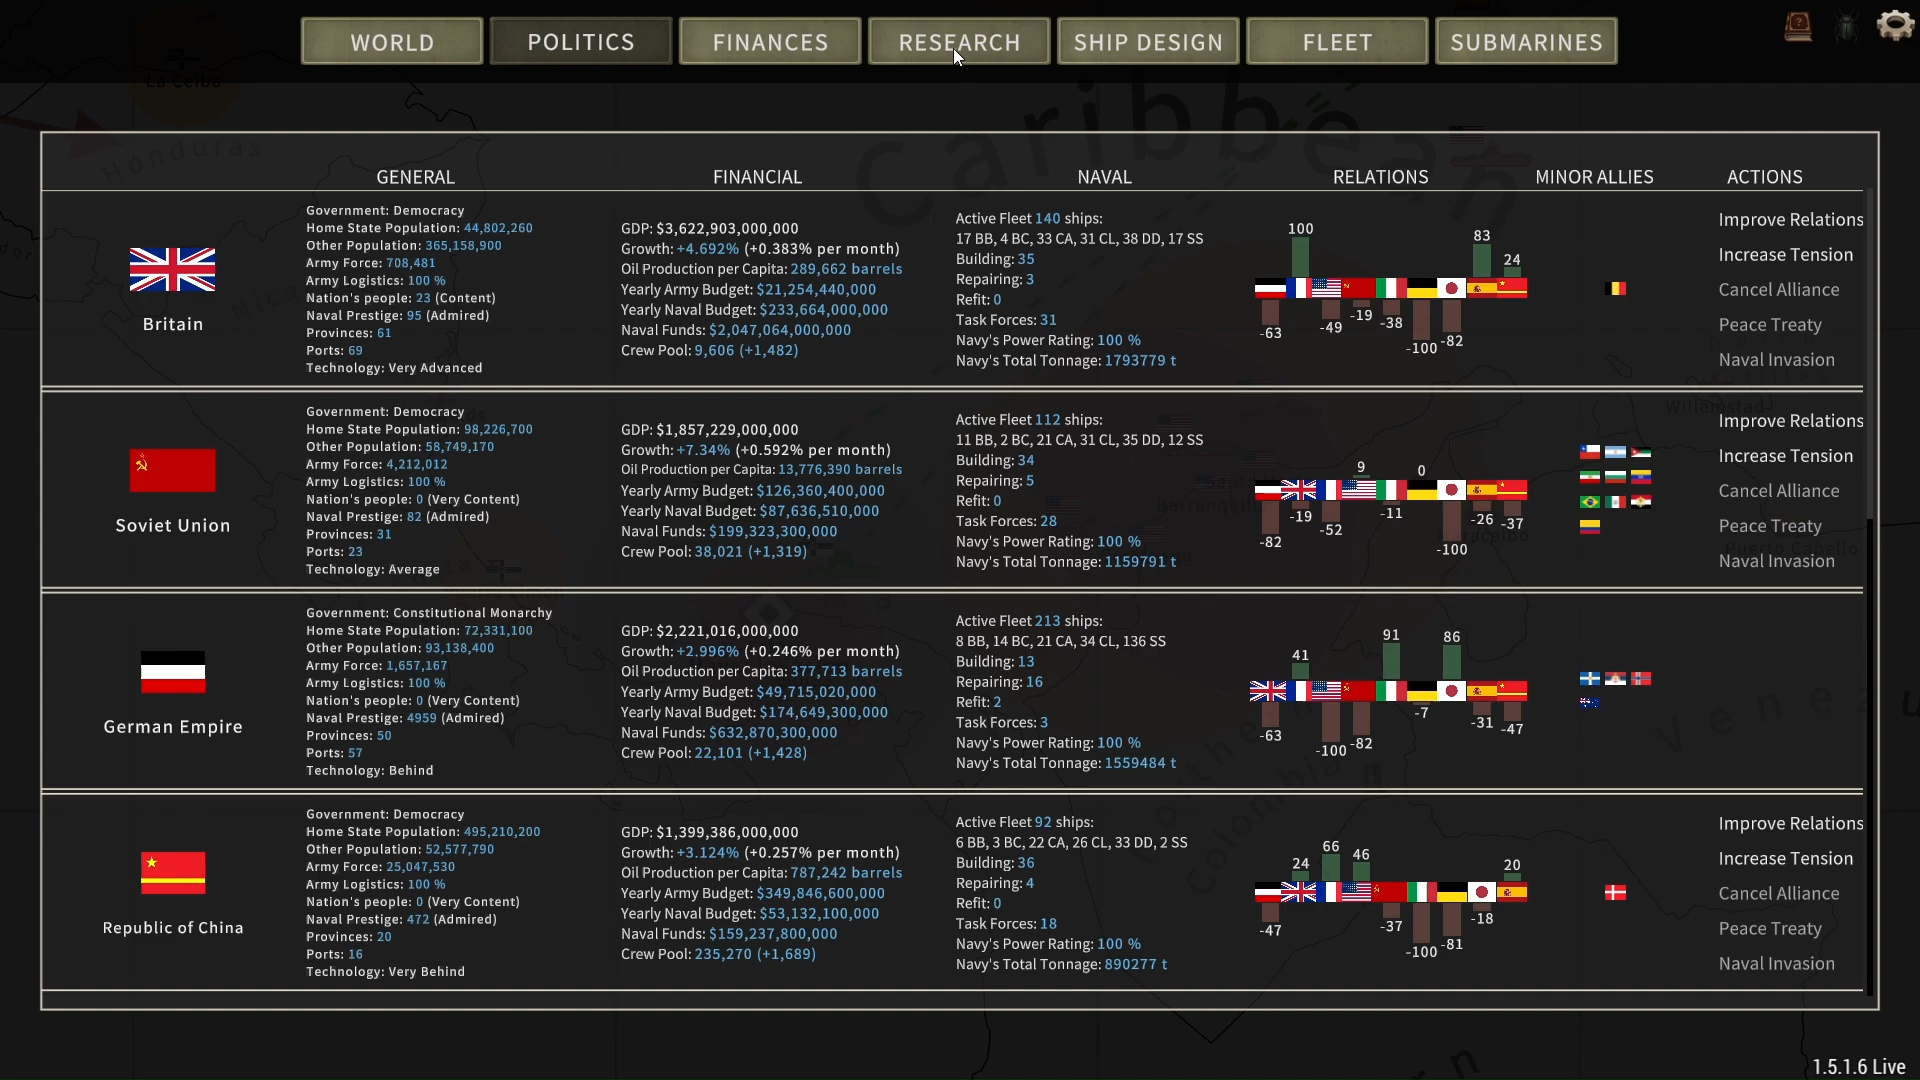 WORLD
POLITICS
FINANCES
RESEARCH
SHIP DESIGN
FLEET
SUBMARINES
La Ceiba
Honduras
Caribbean
GENERAL
FINANCIAL
NAVAL
RELATIONS
MINOR ALLIES
ACTIONS
Britain
Government: Democracy
Home State Population: 44,802,260
Other Population: 365,158,900
Army Force: 708,481
Army Logistics: 100 %
Nation's people: 23 (Content)
Naval Prestige: 95 (Admired)
Provinces: 61
Ports: 69
Technology: Very Advanced
GDP: $3,622,903,000,000
Growth: +4.692% (+0.383% per month)
Oil Production per Capita: 289,662 barrels
Yearly Army Budget: $21,254,440,000
Yearly Naval Budget: $233,664,000,000
Naval Funds: $2,047,064,000,000
Crew Pool: 9,606 (+1,482)
Active Fleet 140 ships:
17 BB, 4 BC, 33 CA, 31 CL, 38 DD, 17 SS
Building: 35
Repairing: 3
Refit: 0
Task Forces: 31
Navy's Power Rating: 100 %
Navy's Total Tonnage: 1793779 t
100 83 24
-63 -49 -19 -38 -100 -82
Improve Relations
Increase Tension
Cancel Alliance
Peace Treaty
Naval Invasion
Soviet Union
Government: Democracy
Home State Population: 98,226,700
Other Population: 58,749,170
Army Force: 4,212,012
Army Logistics: 100 %
Nation's people: 0 (Very Content)
Naval Prestige: 82 (Admired)
Provinces: 31
Ports: 23
Technology: Average
GDP: $1,857,229,000,000
Growth: +7.34% (+0.592% per month)
Oil Production per Capita: 13,776,390 barrels
Yearly Army Budget: $126,360,400,000
Yearly Naval Budget: $87,636,510,000
Naval Funds: $199,323,300,000
Crew Pool: 38,021 (+1,319)
Active Fleet 112 ships:
11 BB, 2 BC, 21 CA, 31 CL, 35 DD, 12 SS
Building: 34
Repairing: 5
Refit: 0
Task Forces: 28
Navy's Power Rating: 100 %
Navy's Total Tonnage: 1159791 t
9 0
-82 -19 -52 -11 -100 -26 -37
Improve Relations
Increase Tension
Cancel Alliance
Peace Treaty
Naval Invasion
German Empire
Government: Constitutional Monarchy
Home State Population: 72,331,100
Other Population: 93,138,400
Army Force: 1,657,167
Army Logistics: 100 %
Nation's people: 0 (Very Content)
Naval Prestige: 4959 (Admired)
Provinces: 50
Ports: 57
Technology: Behind
GDP: $2,221,016,000,000
Growth: +2.996% (+0.246% per month)
Oil Production per Capita: 377,713 barrels
Yearly Army Budget: $49,715,020,000
Yearly Naval Budget: $174,649,300,000
Naval Funds: $632,870,300,000
Crew Pool: 22,101 (+1,428)
Active Fleet 213 ships:
8 BB, 14 BC, 21 CA, 34 CL, 136 SS
Building: 13
Repairing: 16
Refit: 2
Task Forces: 3
Navy's Power Rating: 100 %
Navy's Total Tonnage: 1559484 t
41 91 86
-63 -100 -82 -7 -31 -47
Republic of China
Government: Democracy
Home State Population: 495,210,200
Other Population: 52,577,790
Army Force: 25,047,530
Army Logistics: 100 %
Nation's people: 0 (Very Content)
Naval Prestige: 472 (Admired)
Provinces: 20
Ports: 16
Technology: Very Behind
GDP: $1,399,386,000,000
Growth: +3.124% (+0.257% per month)
Oil Production per Capita: 787,242 barrels
Yearly Army Budget: $349,846,600,000
Yearly Naval Budget: $53,132,100,000
Naval Funds: $159,237,800,000
Crew Pool: 235,270 (+1,689)
Active Fleet 92 ships:
6 BB, 3 BC, 22 CA, 26 CL, 33 DD, 2 SS
Building: 36
Repairing: 4
Refit: 0
Task Forces: 18
Navy's Power Rating: 100 %
Navy's Total Tonnage: 890277 t
24 66 46 20
-47 -37 -100 -81 -18
Improve Relations
Increase Tension
Cancel Alliance
Peace Treaty
Naval Invasion
1.5.1.6 Live